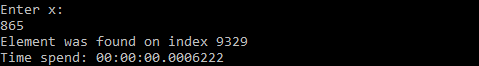 Enter x:
865
Element was found on index 9329
Time spend: 00:00:00.0006222